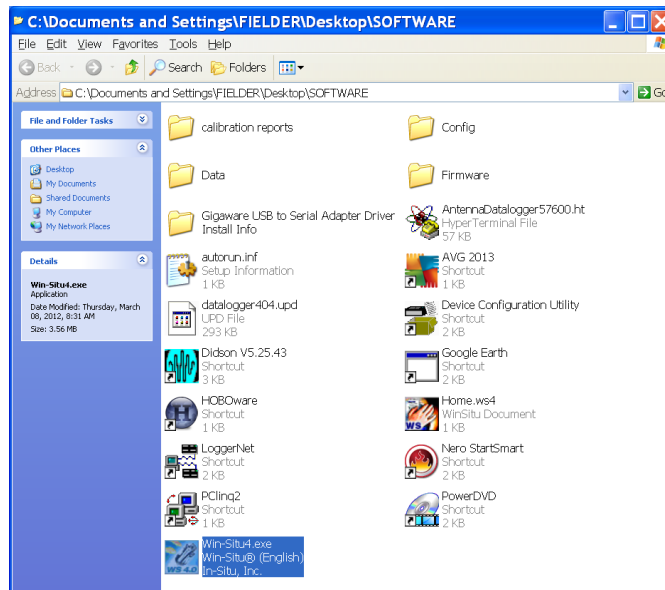 C:\Documents and Settings\FIELDER\Desktop\SOFTWARE
File Edit View Favorites Tools Help
Back Search Folders
Address C:\Documents and Settings\FIELDER\Desktop\SOFTWARE Go
File and Folder Tasks
Other Places
Desktop
My Documents
Shared Documents
My Computer
My Network Places
Details
Win-Situ4.exe
Application
Date Modified: Thursday, March
08, 2012, 8:31 AM
Size: 3.56 MB
calibration reports
Config
Data
Firmware
Gigaware USB to Serial Adapter Driver
Install Info
AntennaDatalogger57600.ht
HyperTerminal File
57 KB
autorun.inf
Setup Information
1 KB
AVG 2013
Shortcut
1 KB
datalogger404.upd
UPD File
293 KB
Device Configuration Utility
Shortcut
2 KB
Didson V5.25.43
Shortcut
3 KB
Google Earth
Shortcut
2 KB
HOBOware
Shortcut
1 KB
WS
Home.ws4
WinSitu Document
1 KB
LoggerNet
Shortcut
2 KB
Nero StartSmart
Shortcut
2 KB
PClinq2
Shortcut
1 KB
PowerDVD
Shortcut
2 KB
WS 4.0
Win-Situ4.exe
Win-Situ® (English)
In-Situ, Inc.